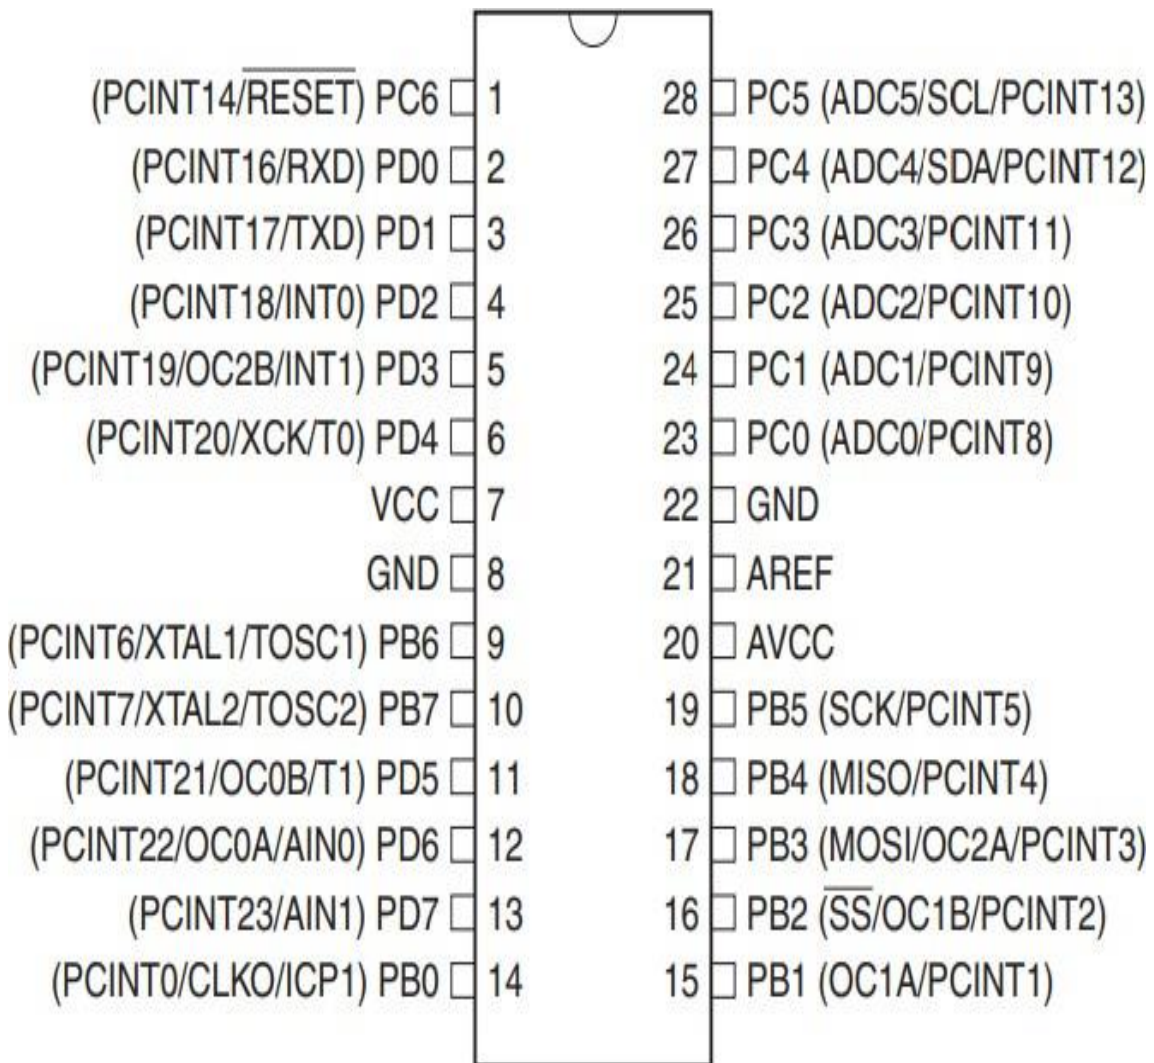 (PCINT14/RESET) PC6 1 28 PC5 (ADC5/SCL/PCINT13)
(PCINT16/RXD) PD0 2 27 PC4 (ADC4/SDA/PCINT12)
(PCINT17/TXD) PD1 3 26 PC3 (ADC3/PCINT11)
(PCINT18/INT0) PD2 4 25 PC2 (ADC2/PCINT10)
(PCINT19/OC2B/INT1) PD3 5 24 PC1 (ADC1/PCINT9)
(PCINT20/XCK/T0) PD4 6 23 PC0 (ADC0/PCINT8)
VCC 7 22 GND
GND 8 21 AREF
(PCINT6/XTAL1/TOSC1) PB6 9 20 AVCC
(PCINT7/XTAL2/TOSC2) PB7 10 19 PB5 (SCK/PCINT5)
(PCINT21/OC0B/T1) PD5 11 18 PB4 (MISO/PCINT4)
(PCINT22/OC0A/AIN0) PD6 12 17 PB3 (MOSI/OC2A/PCINT3)
(PCINT23/AIN1) PD7 13 16 PB2 (SS/OC1B/PCINT2)
(PCINT0/CLKO/ICP1) PB0 14 15 PB1 (OC1A/PCINT1)